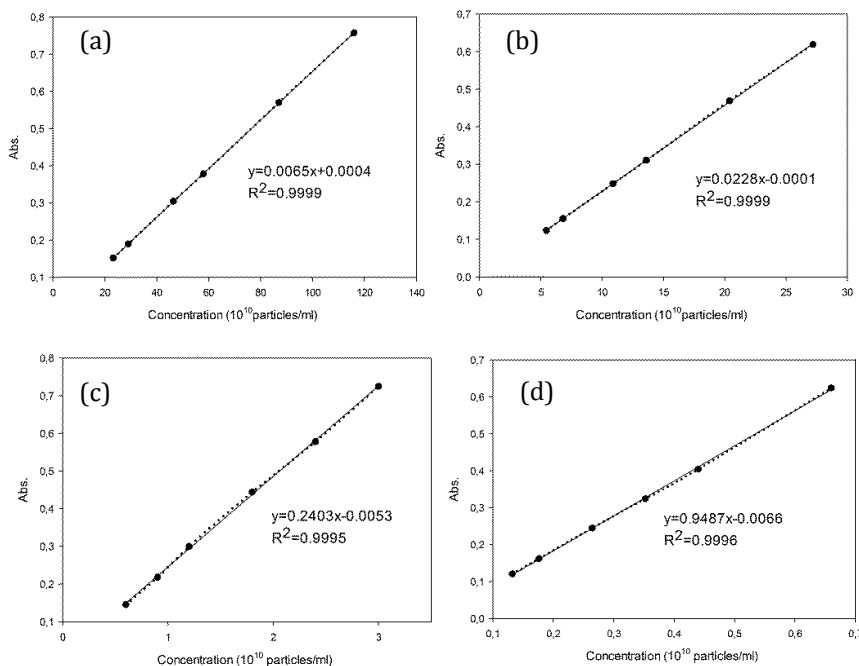 (a)
0,8
0,7
0,6
0,5
0,4
0,3
0,2
0,1
Abs.
y=0.0065x+0.0004
R²=0.9999
0 20 40 60 80 100 120 140
Concentration (10¹⁰particles/ml)
(b)
0,7
0,6
0,5
0,4
0,3
0,2
0,1
0,0
Abs.
y=0.0228x-0.0001
R²=0.9999
0 5 10 15 20 25 30
Concentration (10¹⁰particles/ml)
(c)
0,8
0,7
0,6
0,5
0,4
0,3
0,2
0,1
Abs.
y=0.2403x-0.0053
R²=0.9995
0 1 2 3
Concentration (10¹⁰particles/ml)
(d)
0,7
0,6
0,5
0,4
0,3
0,2
0,1
0,0
Abs.
y=0.9487x-0.0066
R²=0.9996
0,1 0,2 0,3 0,4 0,5 0,6 0,7
Concentration (10¹⁰particles/ml)